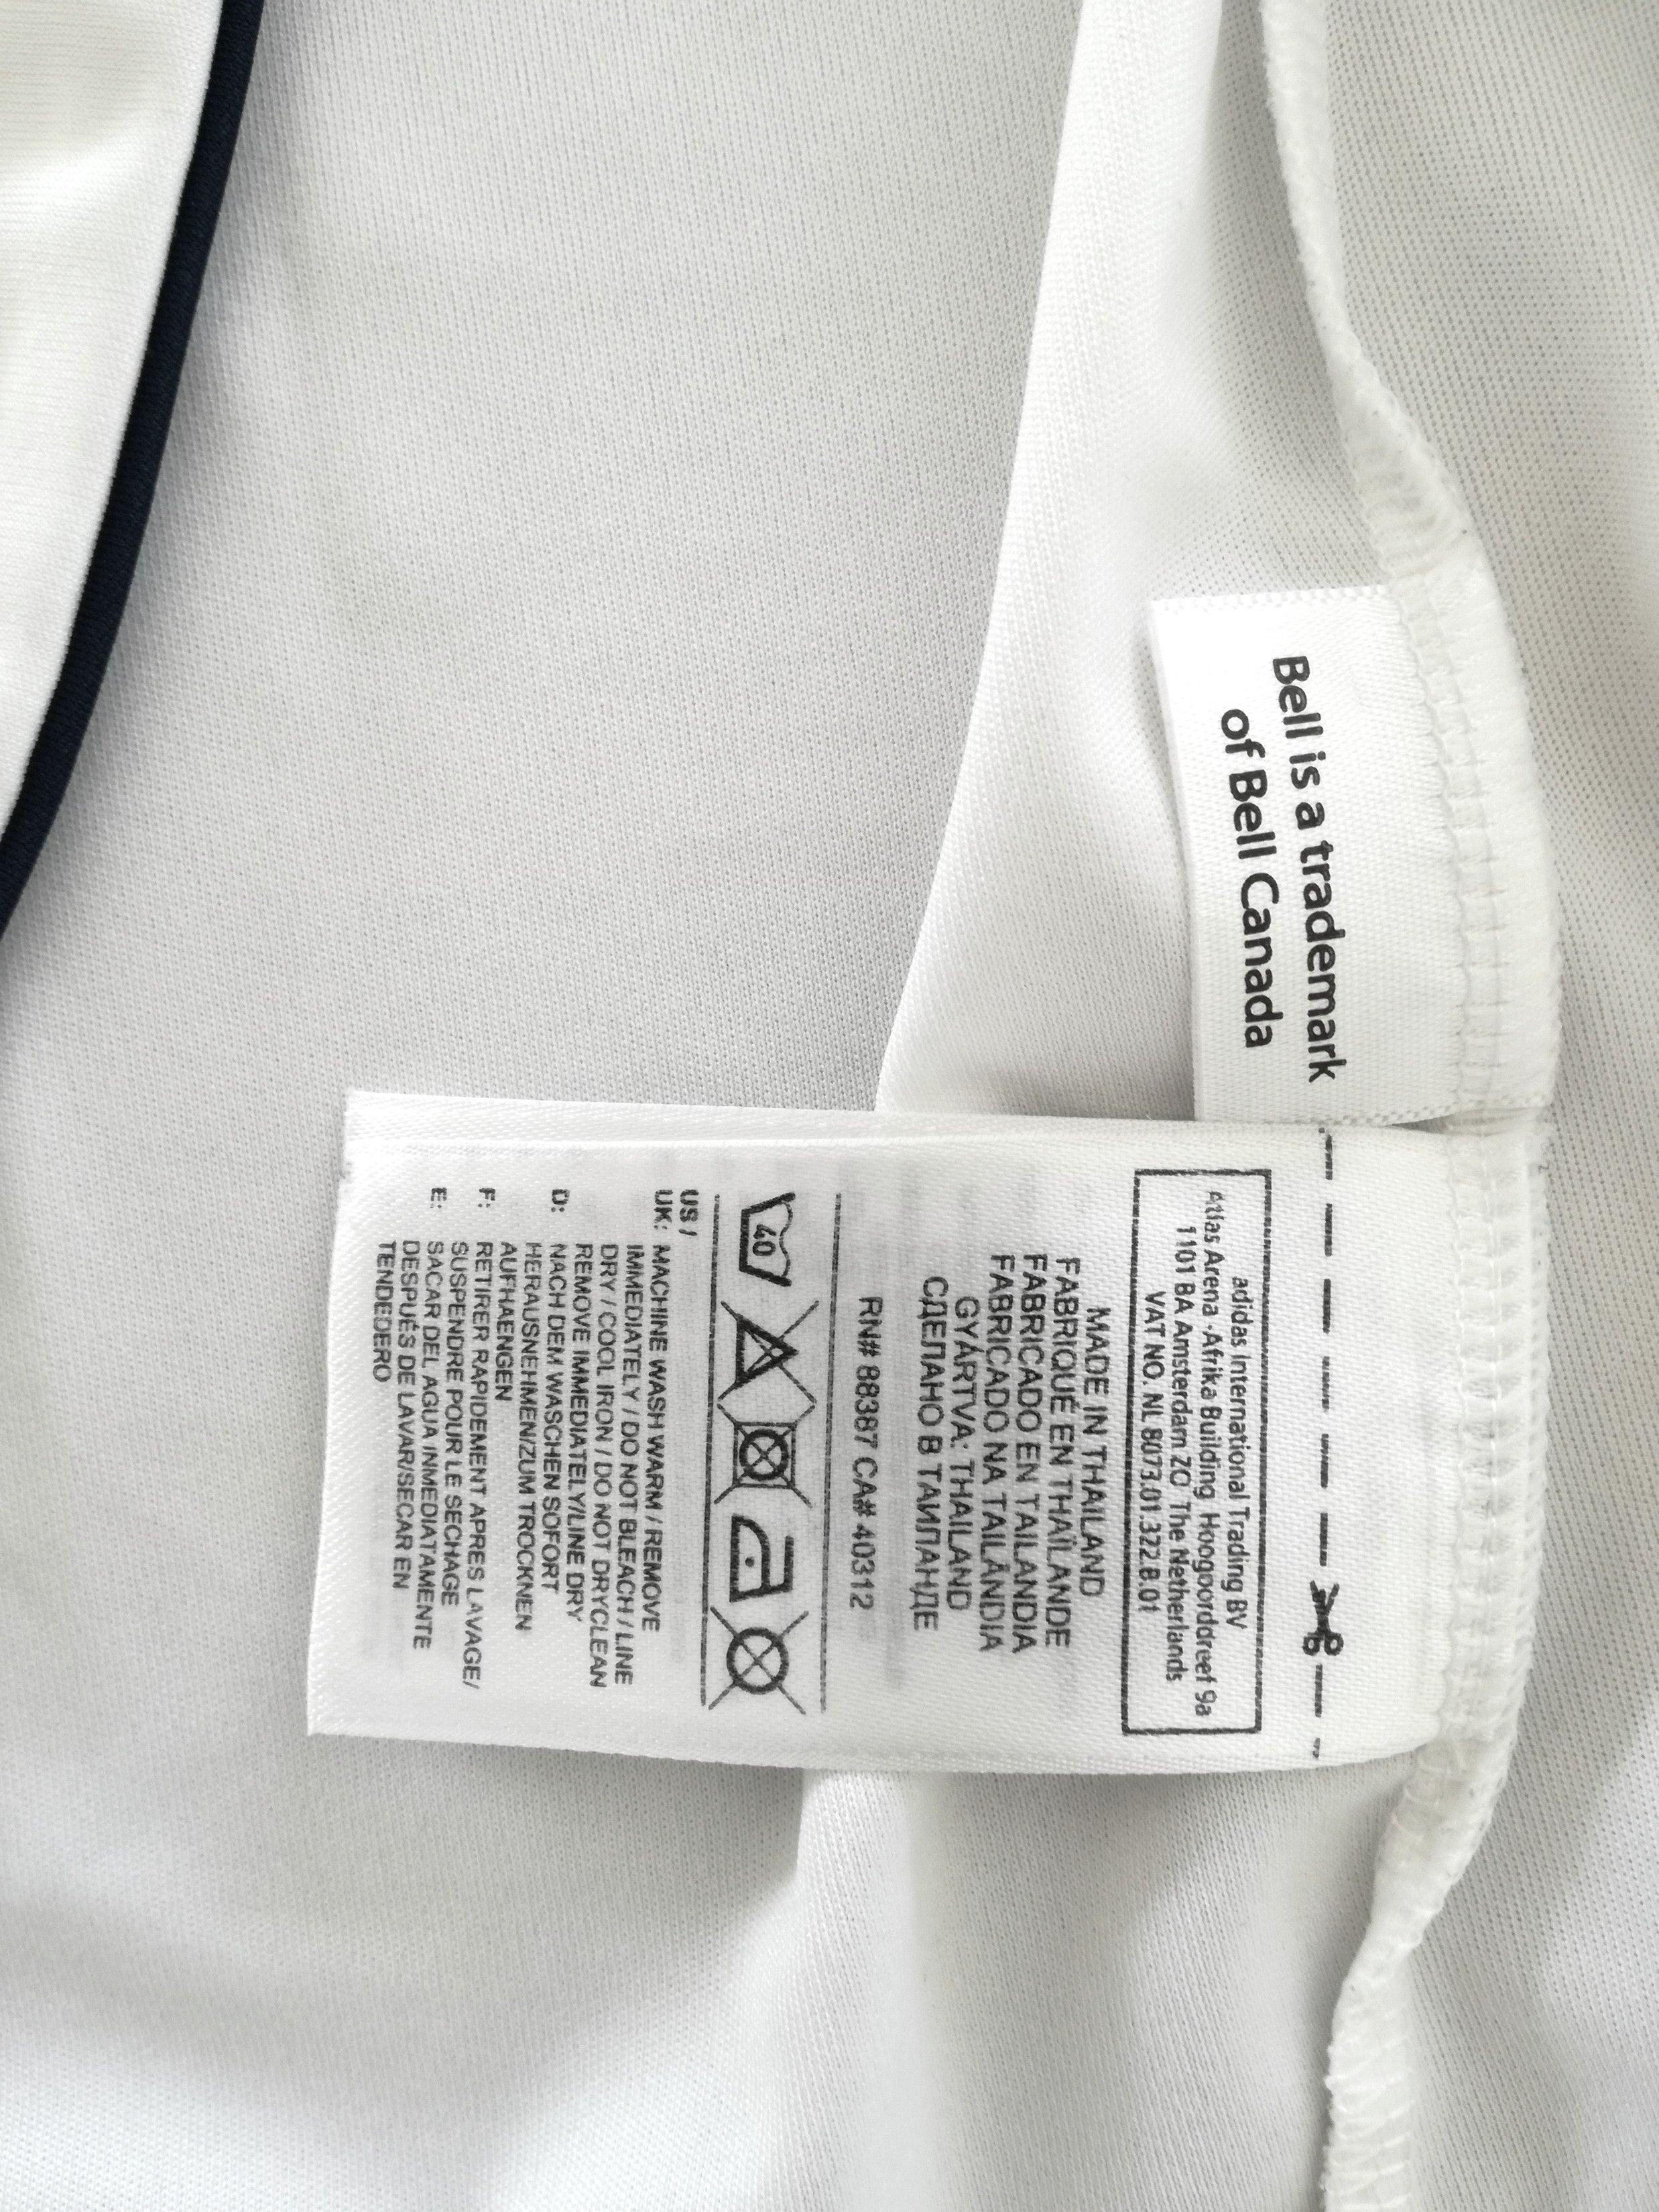 Bell is a trademark
of Bell Canada
adidas International Trading BV
Atlas Arena · Afrika Building Hoogoorddreef 9a
1101 BA Amsterdam ZO The Netherlands
VAT NO. NL 8073.01.322.B.01
MADE IN THAILAND
FABRIQUÉ EN THAÏLANDE
FABRICADO EN TAILANDIA
FABRICADO NA TAILÂNDIA
GYÁRTVA: THAILAND
СДЕЛАНО В ТАИЛАНДЕ
RN# 88387 CA# 40312
40
US /
UK: MACHINE WASH WARM / REMOVE
IMMEDIATELY / DO NOT BLEACH / LINE
DRY / COOL IRON / DO NOT DRYCLEAN
REMOVE IMMEDIATELY/LINE DRY
D: NACH DEM WASCHEN SOFORT
HERAUSNEHMEN/ZUM TROCKNEN
AUFHAENGEN
F: RETIRER RAPIDEMENT APRES LAVAGE/
SUSPENDRE POUR LE SECHAGE
E: SACAR DEL AGUA INMEDIATAMENTE
DESPUÉS DE LAVAR/SECAR EN
TENDEDERO